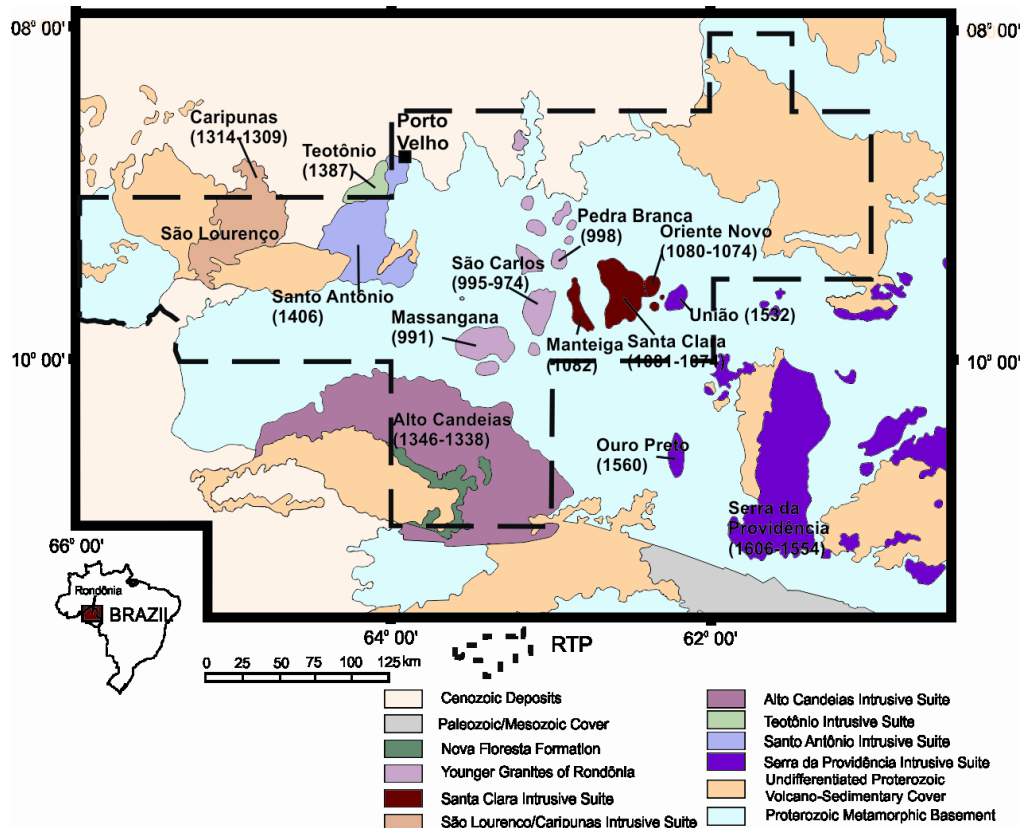 08° 00'
08° 00'
Caripunas
(1314-1309)
Porto
Velho
Teotônio
(1387)
São Lourenço
Pedra Branca
(998)
Oriente Novo
(1080-1074)
São Carlos
(995-974)
Santo Antônio
(1406)
União (1532)
Massangana
(991)
Manteiga
(1082)
Santa Clara
10° 00'
10° 00'
Alto Candeias
(1346-1338)
Ouro Preto
(1560)
Serra da
Providência
(1606-1554)
66° 00'
Rondônia
BRAZIL
64° 00'
62° 00'
RTP
0 25 50 75 100 125 km
Cenozoic Deposits
Paleozoic/Mesozoic Cover
Nova Floresta Formation
Younger Granites of Rondônia
Santa Clara Intrusive Suite
São Lourenço/Caripunas Intrusive Suite
Alto Candeias Intrusive Suite
Teotônio Intrusive Suite
Santo Antônio Intrusive Suite
Serra da Providência Intrusive Suite
Undifferentiated Proterozoic
Volcano-Sedimentary Cover
Proterozoic Metamorphic Basement